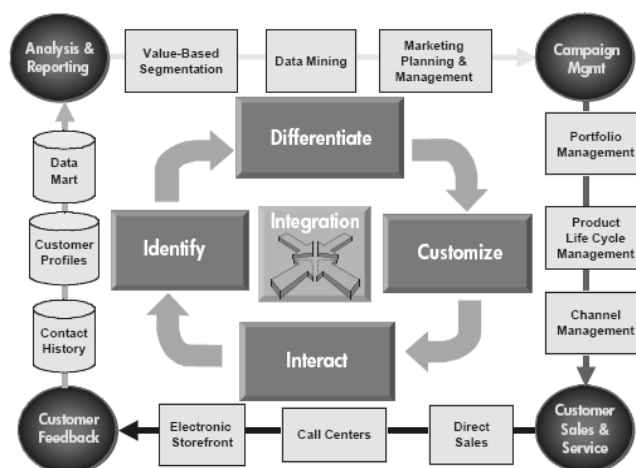 Analysis &
Reporting
Value-Based
Segmentation
Data Mining
Marketing
Planning &
Management
Campaign
Mgmt
Differentiate
Portfolio
Management
Data
Mart
Customer
Profiles
Identify
Integration
Customize
Product
Life Cycle
Management
Contact
History
Interact
Channel
Management
Customer
Feedback
Electronic
Storefront
Call Centers
Direct
Sales
Customer
Sales &
Service